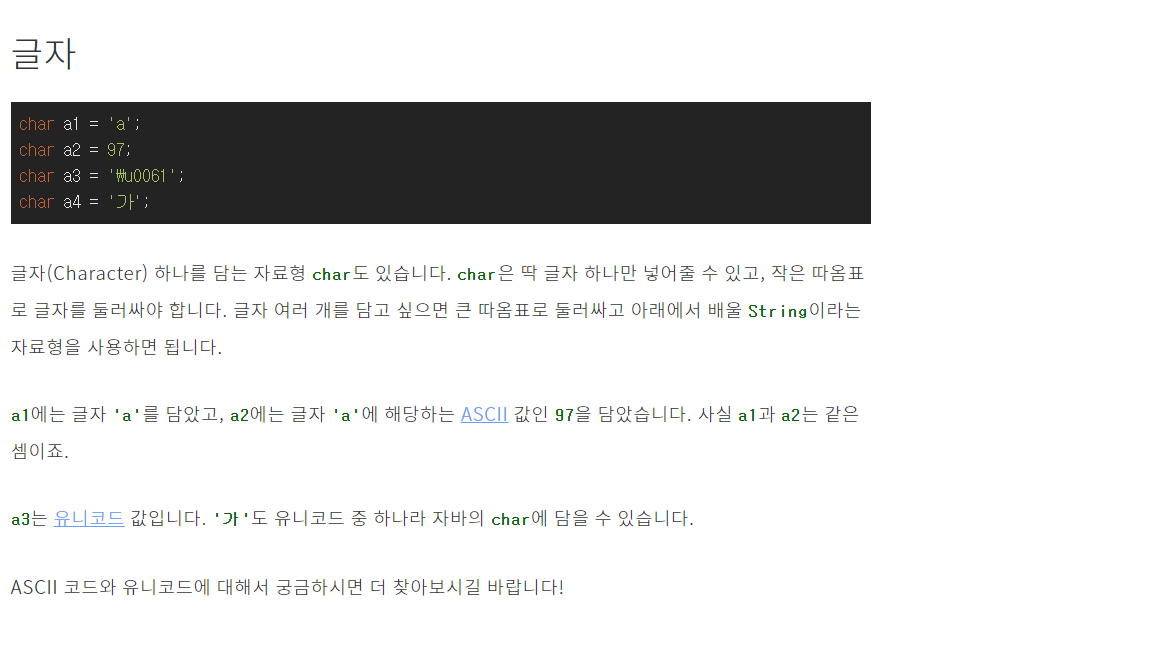 글자
char a1 = 'a';
char a2 = 97;
char a3 = '₩u0061';
char a4 = '가';
글자(Character) 하나를 담는 자료형 char도 있습니다. char은 딱 글자 하나만 넣어줄 수 있고, 작은 따옴표
로 글자를 둘러싸야 합니다. 글자 여러 개를 담고 싶으면 큰 따옴표로 둘러싸고 아래에서 배울 String이라는
자료형을 사용하면 됩니다.
a1에는 글자 'a'를 담았고, a2에는 글자 'a'에 해당하는 ASCII 값인 97을 담았습니다. 사실 a1과 a2는 같은
셈이죠.
a3는 유니코드 값입니다. '가'도 유니코드 중 하나라 자바의 char에 담을 수 있습니다.
ASCII 코드와 유니코드에 대해서 궁금하시면 더 찾아보시길 바랍니다!